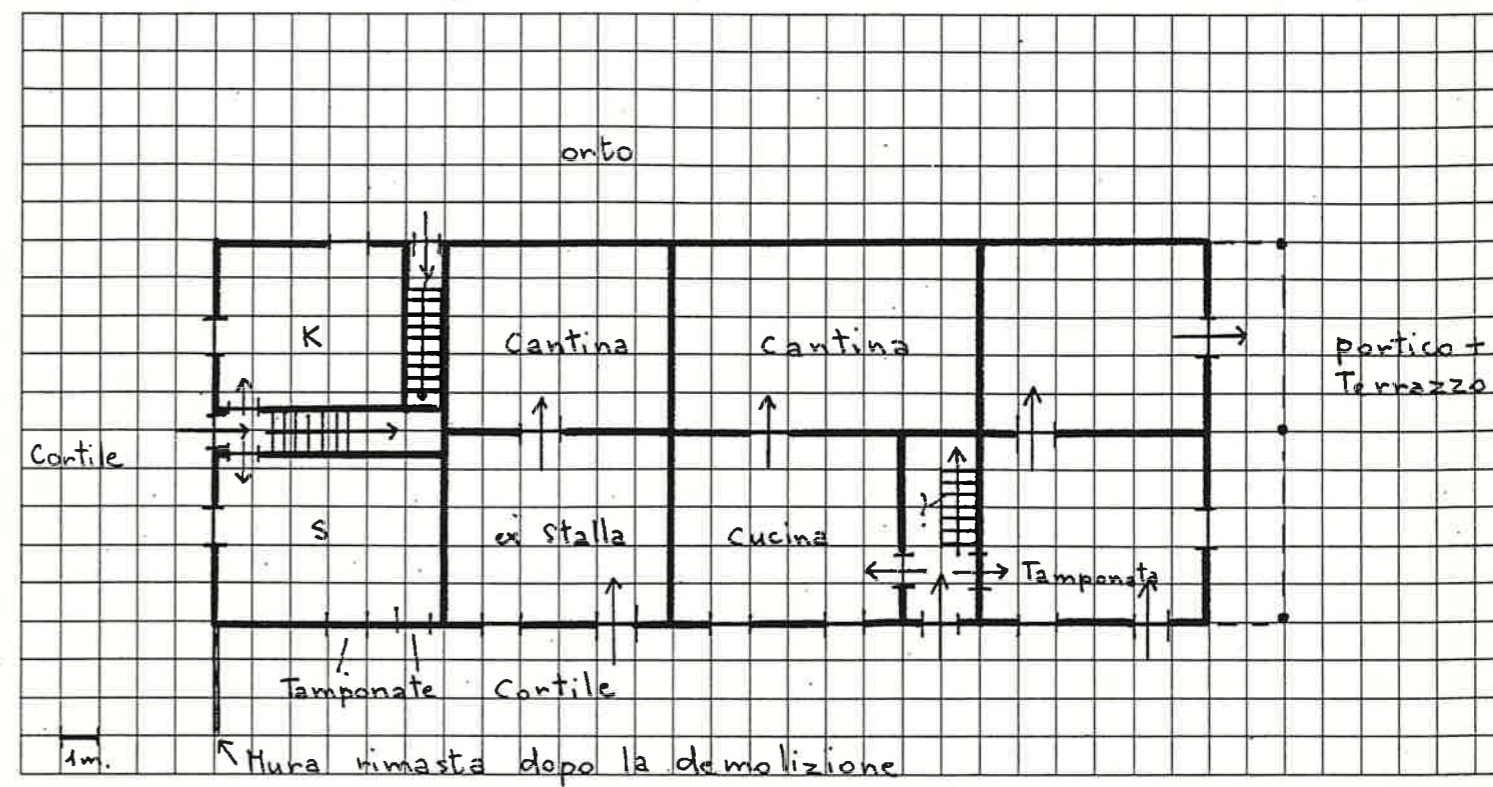 orto
K
Cantina
Cantina
portico +
Terrazzo
Cortile
S
ex Stalla
Cucina
?
Tamponata
Tamponate
Cortile
1m.
Mura rimasta dopo la demolizione